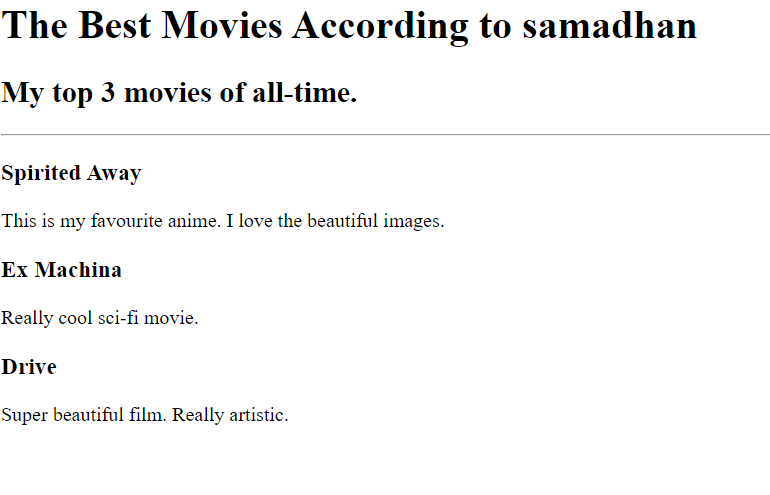 The Best Movies According to samadhan
My top 3 movies of all-time.
Spirited Away
This is my favourite anime. I love the beautiful images.
Ex Machina
Really cool sci-fi movie.
Drive
Super beautiful film. Really artistic.